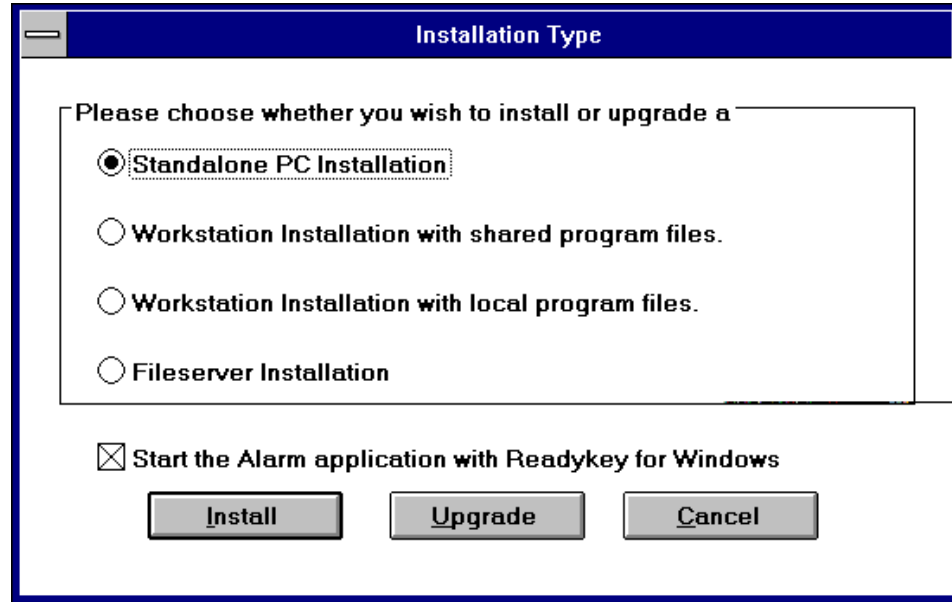 Installation Type
Please choose whether you wish to install or upgrade a
Standalone PC Installation
Workstation Installation with shared program files.
Workstation Installation with local program files.
Fileserver Installation
Start the Alarm application with Readykey for Windows
Install Upgrade Cancel